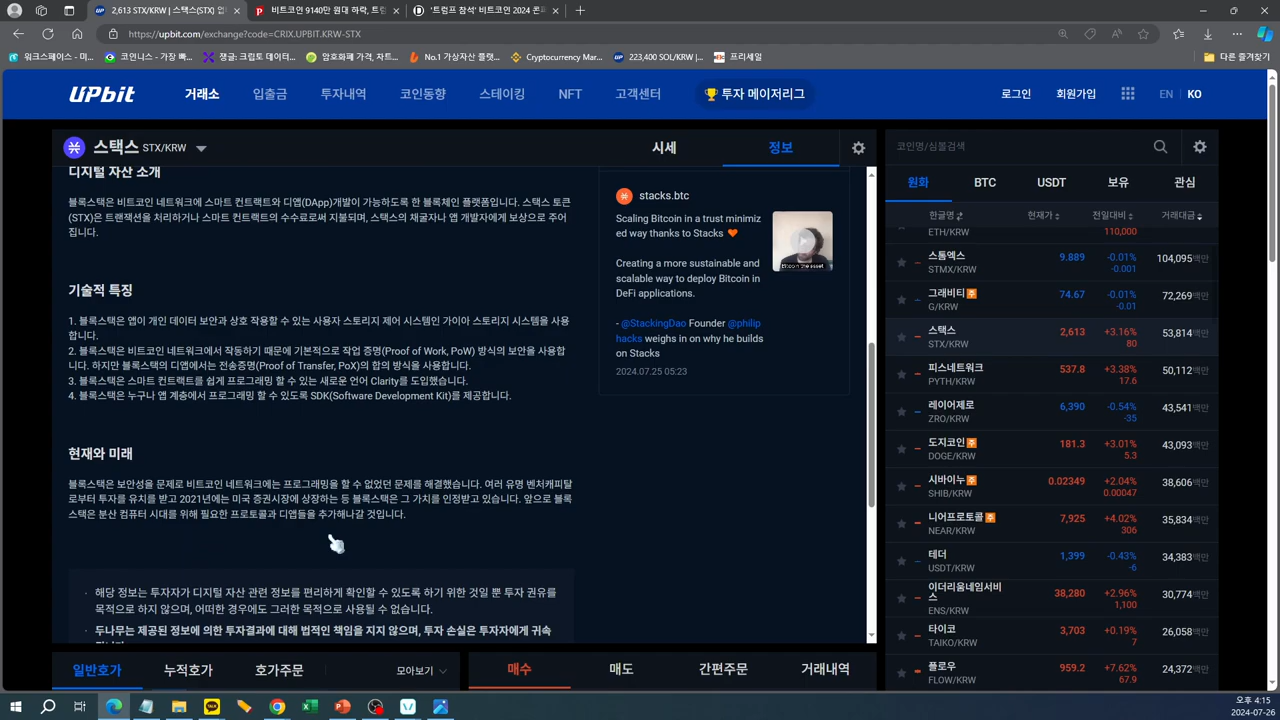 2,613 STX/KRW | 스택스(STX) 업비
비트코인 9140만 원대 하락, 트럼
'트럼프 참석' 비트코인 2024 콘퍼
https://upbit.com/exchange?code=CRIX.UPBIT.KRW-STX
워크스페이스 - 미...
코인니스 - 가장 빠...
쟁글: 크립토 데이터...
암호화폐 가격, 차트...
No.1 가상자산 플랫...
Cryptocurrency Mar...
223,400 SOL/KRW |...
프리세일
다른 즐겨찾기
UPbit
거래소
입출금
투자내역
코인동향
스테이킹
NFT
고객센터
투자 메이저리그
로그인
회원가입
EN | KO
스택스 STX/KRW
시세
정보
디지털 자산 소개
블록스택은 비트코인 네트워크에 스마트 컨트랙트와 디앱(DApp)개발이 가능하도록 한 블록체인 플랫폼입니다. 스택스 토큰
(STX)은 트랜잭션을 처리하거나 스마트 컨트랙트의 수수료로써 지불되며, 스택스의 채굴자나 앱 개발자에게 보상으로 주어
집니다.
기술적 특징
1. 블록스택은 앱이 개인 데이터 보안과 상호 작용할 수 있는 사용자 스토리지 제어 시스템인 가이아 스토리지 시스템을 사용
합니다.
2. 블록스택은 비트코인 네트워크에서 작동하기 때문에 기본적으로 작업 증명(Proof of Work, PoW) 방식의 보안을 사용합니
다. 하지만 블록스택의 디앱에서는 전송증명(Proof of Transfer, PoX)의 합의 방식을 사용합니다.
3. 블록스택은 스마트 컨트랙트를 쉽게 프로그래밍 할 수 있는 새로운 언어 Clarity를 도입했습니다.
4. 블록스택은 누구나 앱 계층에서 프로그래밍 할 수 있도록 SDK(Software Development Kit)를 제공합니다.
현재와 미래
블록스택은 보안성을 문제로 비트코인 네트워크에는 프로그래밍을 할 수 없었던 문제를 해결했습니다. 여러 유명 벤처캐피탈
로부터 투자를 유치를 받고 2021년에는 미국 증권시장에 상장하는 등 블록스택은 그 가치를 인정받고 있습니다. 앞으로 블록
스택은 분산 컴퓨터 시대를 위해 필요한 프로토콜과 디앱들을 추가해나갈 것입니다.
· 해당 정보는 투자자가 디지털 자산 관련 정보를 편리하게 확인할 수 있도록 하기 위한 것일 뿐 투자 권유를
목적으로 하지 않으며, 어떠한 경우에도 그러한 목적으로 사용될 수 없습니다.
· 두나무는 제공된 정보에 의한 투자결과에 대해 법적인 책임을 지지 않으며, 투자 손실은 투자자에게 귀속
stacks.btc
Scaling Bitcoin in a trust minimiz
ed way thanks to Stacks 🧡
Creating a more sustainable and
scalable way to deploy Bitcoin in
DeFi applications.
- @StackingDao Founder @philip
hacks weighs in on why he builds
on Stacks
2024.07.25 05:23
Bitcoin the asset
코인명/심볼검색
원화
BTC
USDT
보유
관심
한글명
현재가
전일대비
거래대금
ETH/KRW 110,000
스톰엑스 9.889 -0.01% 104,095백만
STMX/KRW -0.001
그래비티 주 74.67 -0.01% 72,269백만
G/KRW -0.01
스택스 2,613 +3.16% 53,814백만
STX/KRW 80
피스네트워크 537.8 +3.38% 50,112백만
PYTH/KRW 17.6
레이어제로 6,390 -0.54% 43,541백만
ZRO/KRW -35
도지코인 주 181.3 +3.01% 43,093백만
DOGE/KRW 5.3
시바이누 주 0.02349 +2.04% 38,606백만
SHIB/KRW 0.00047
니어프로토콜 주 7,925 +4.02% 35,834백만
NEAR/KRW 306
테더 1,399 -0.43% 34,383백만
USDT/KRW -6
이더리움네임서비
스 38,280 +2.96% 30,774백만
ENS/KRW 1,100
타이코 3,703 +0.19% 26,058백만
TAIKO/KRW 7
플로우 959.2 +7.62% 24,372백만
FLOW/KRW 67.9
일반호가
누적호가
호가주문
모아보기
매수
매도
간편주문
거래내역
오후 4:15
2024-07-26